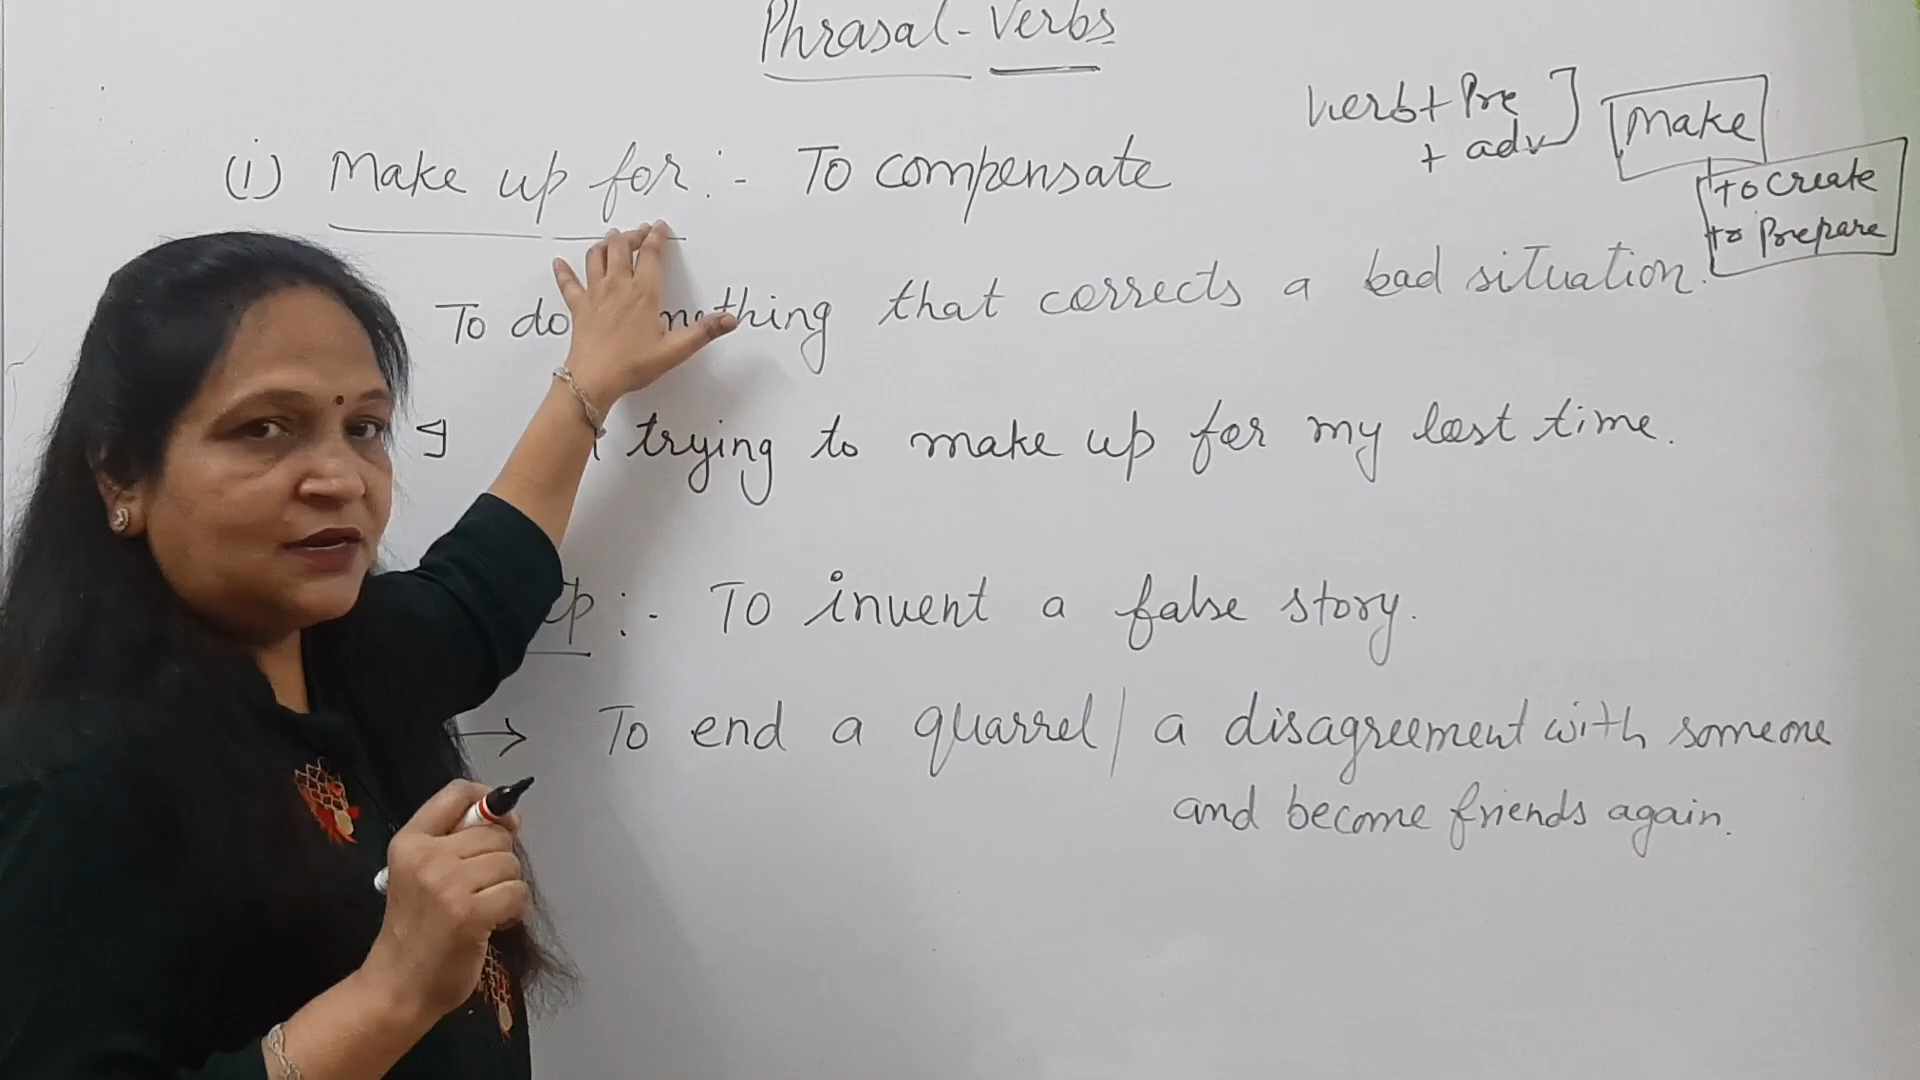 Phrasal-Verbs
verb + Pre
+ adv
Make
to create
to Prepare
(i) Make up for :- To compensate
To do thing that corrects a bad situation.
I trying to make up for my lost time.
up :- To invent a false story.
→ To end a quarrel / a disagreement with someone
and become friends again.